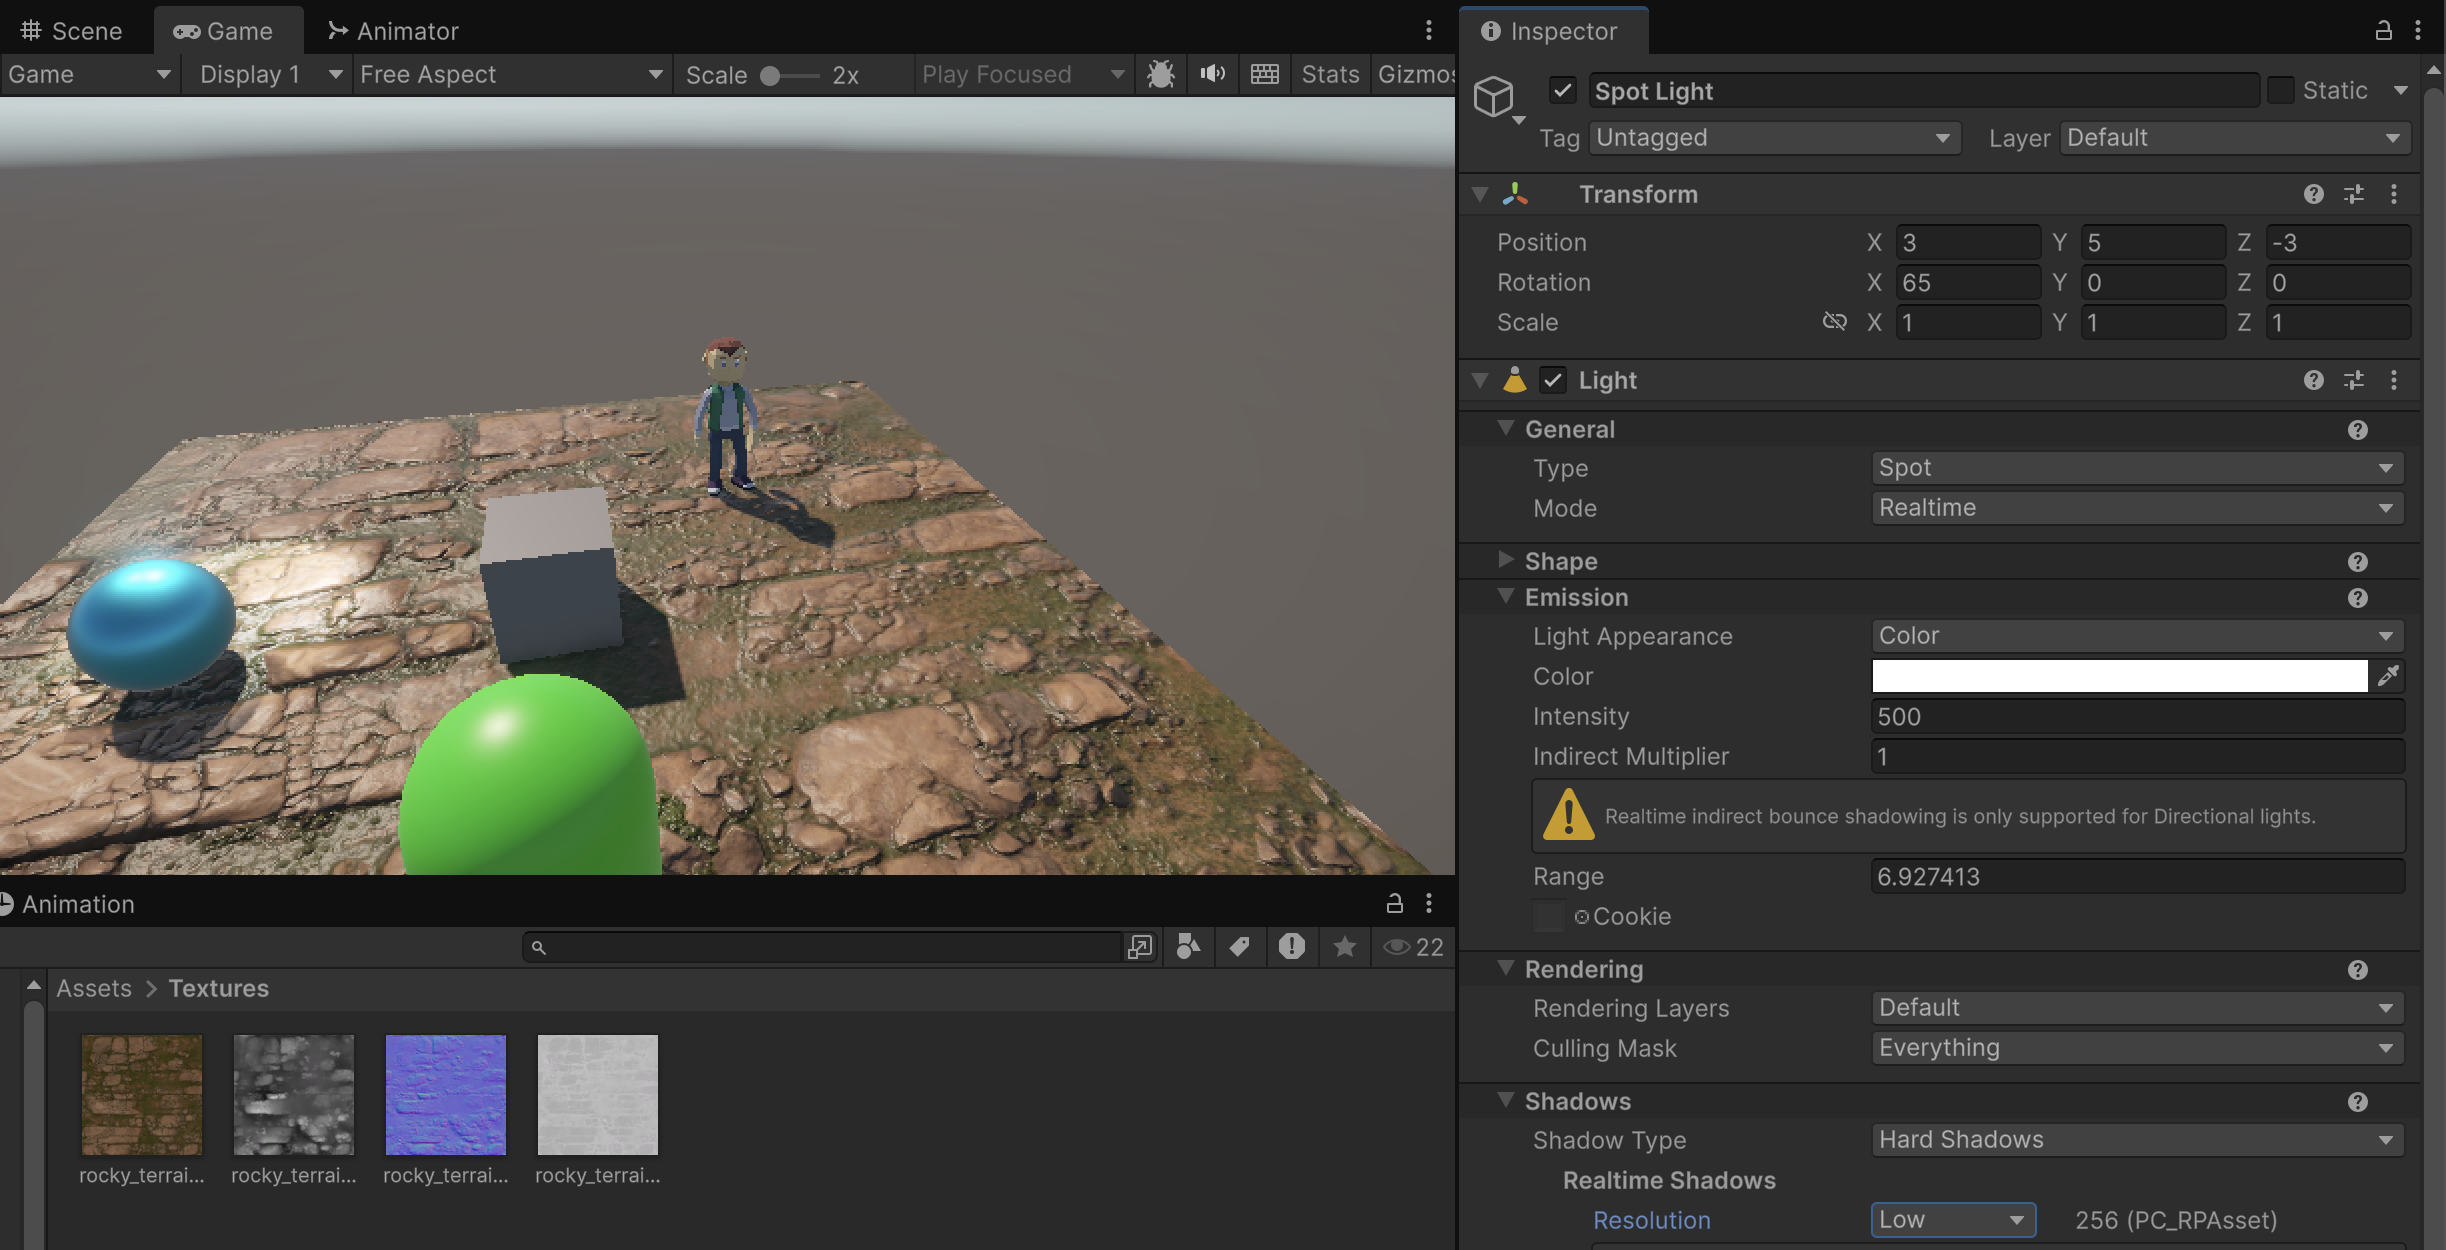 Scene Game Animator
Game Display 1 Free Aspect Scale 2x Play Focused Stats Gizmos
Inspector
Spot Light Static
Tag Untagged Layer Default
Transform
Position X 3 Y 5 Z -3
Rotation X 65 Y 0 Z 0
Scale X 1 Y 1 Z 1
Light
General
Type Spot
Mode Realtime
Shape
Emission
Light Appearance Color
Color
Intensity 500
Indirect Multiplier 1
Realtime indirect bounce shadowing is only supported for Directional lights.
Range 6.927413
Cookie
Rendering
Rendering Layers Default
Culling Mask Everything
Shadows
Shadow Type Hard Shadows
Realtime Shadows
Resolution Low 256 (PC_RPAsset)
Animation
22
Assets > Textures
rocky_terrai... rocky_terrai... rocky_terrai... rocky_terrai...